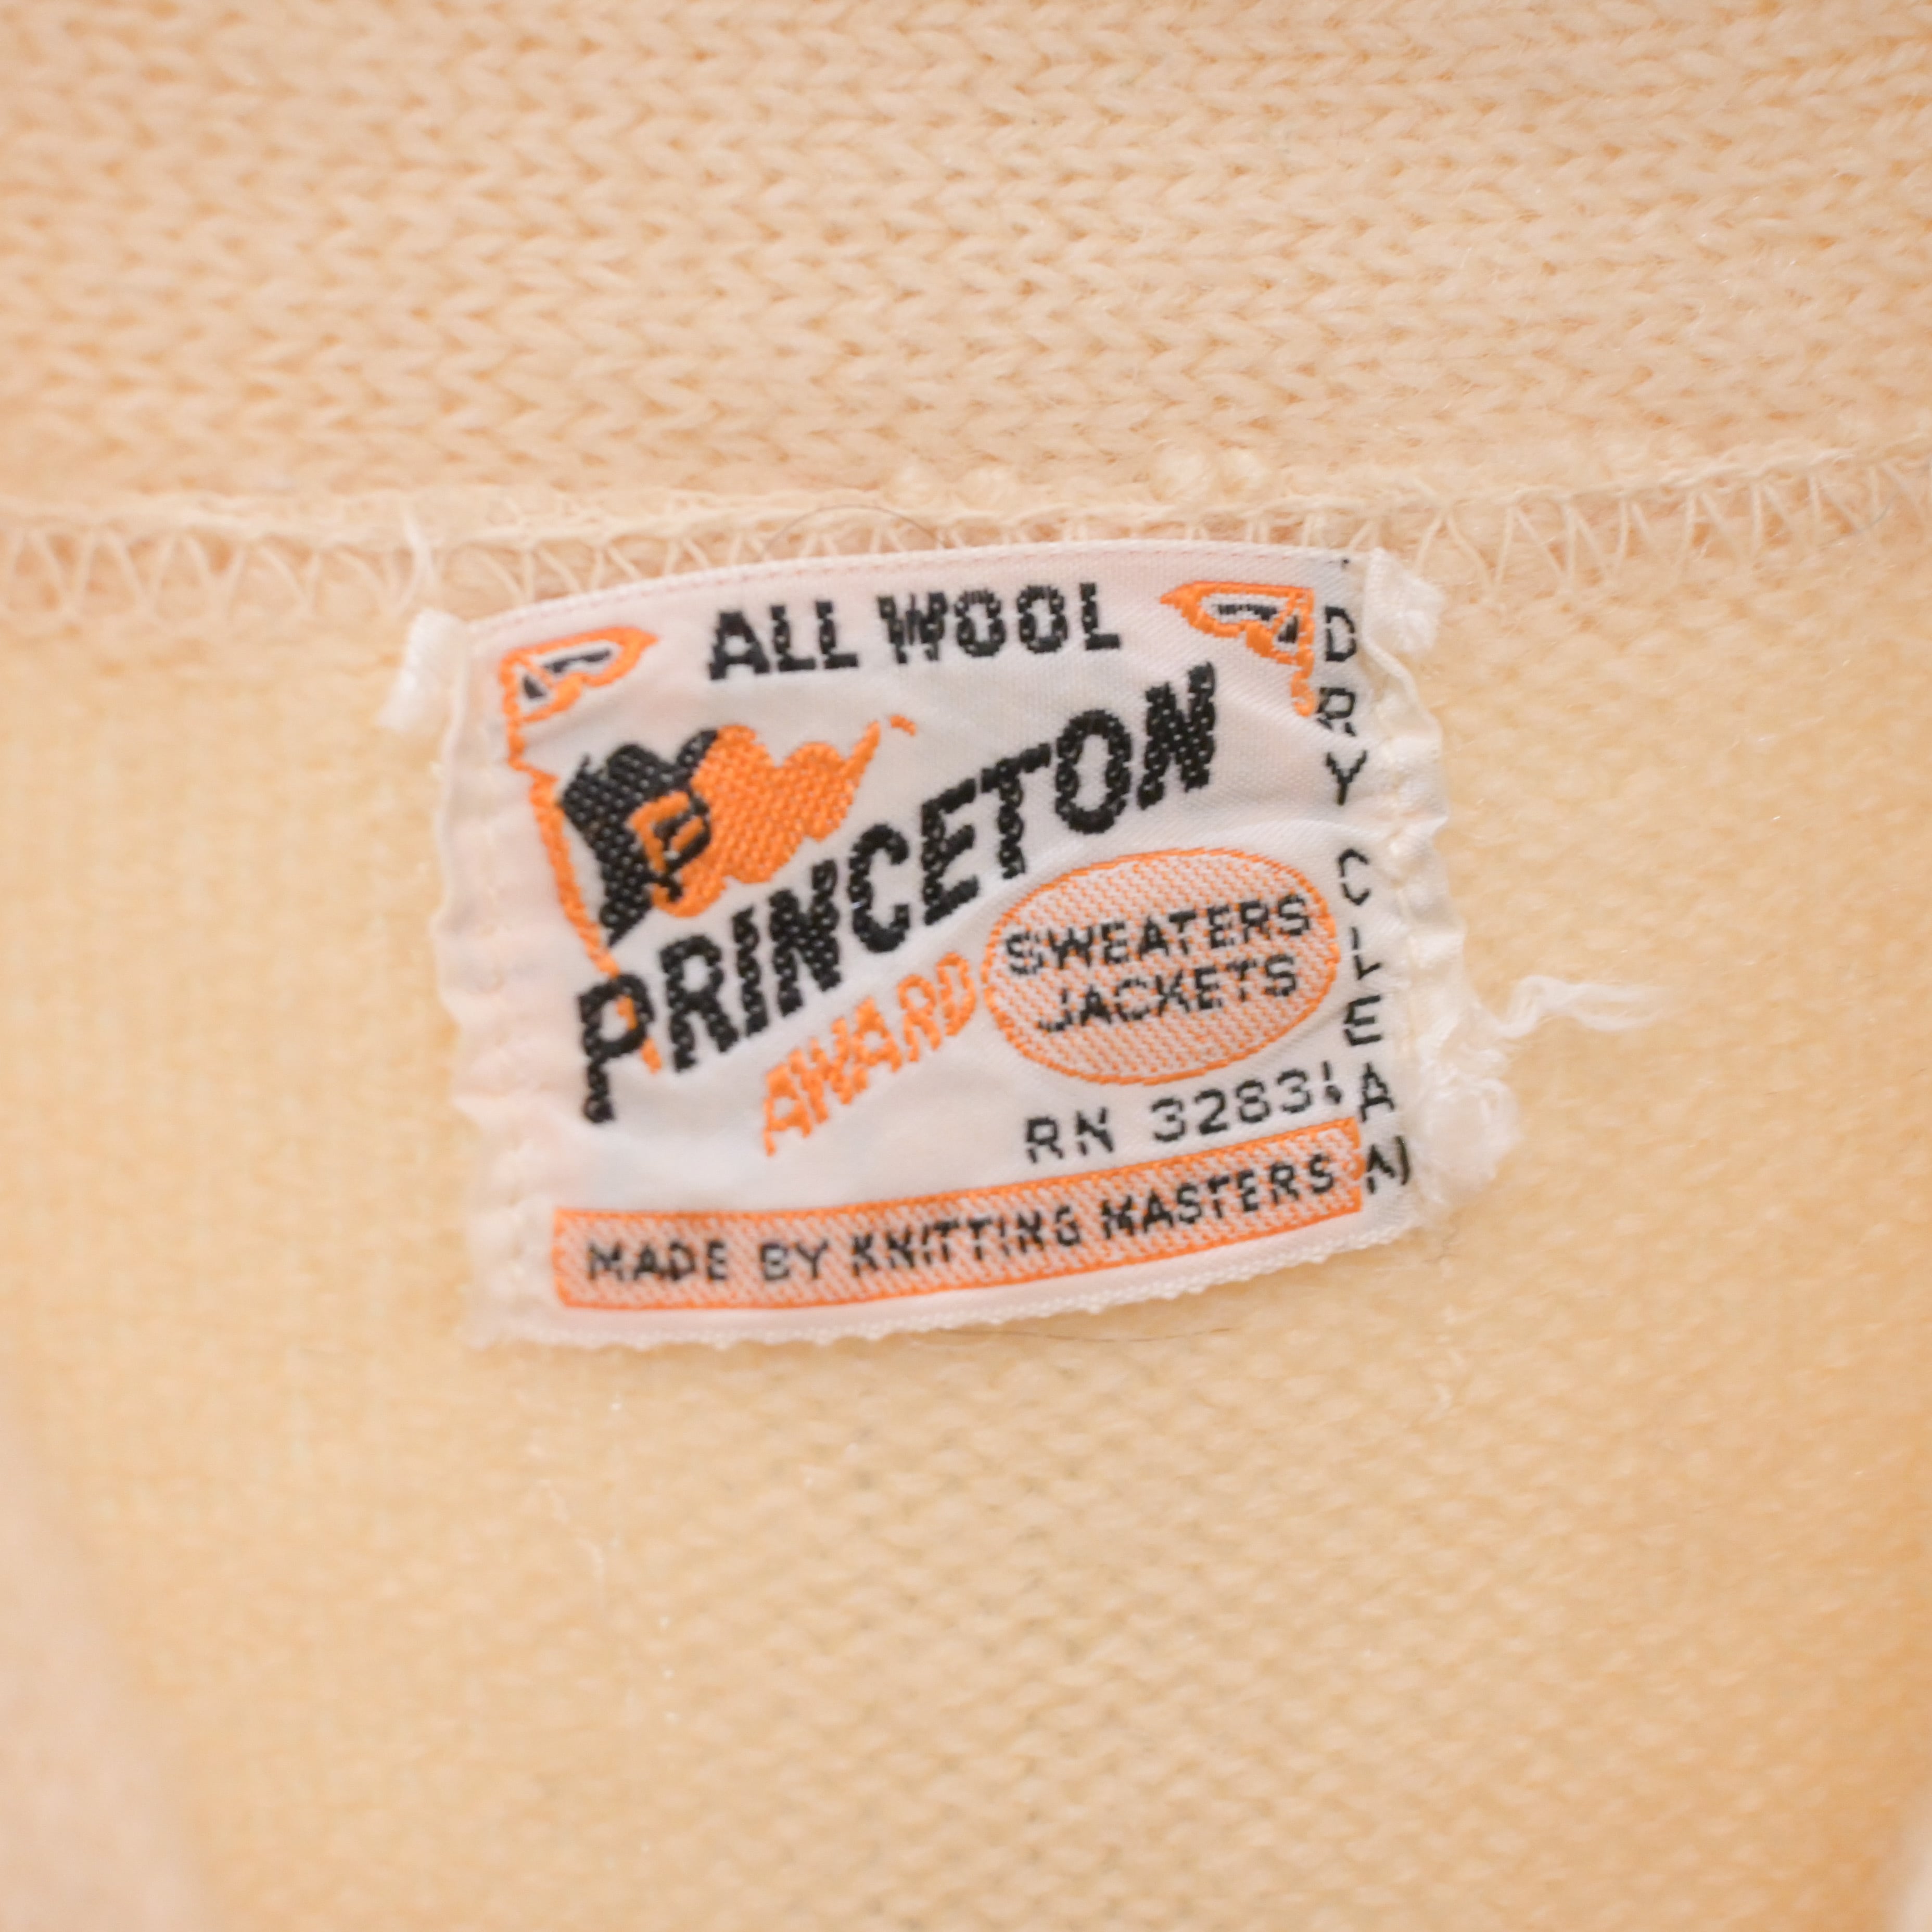 ALL WOOL
PRINCETON
AWARD
SWEATERS
JACKETS
RN 32831
MADE BY KNITTING MASTERS
DRY CLEAN